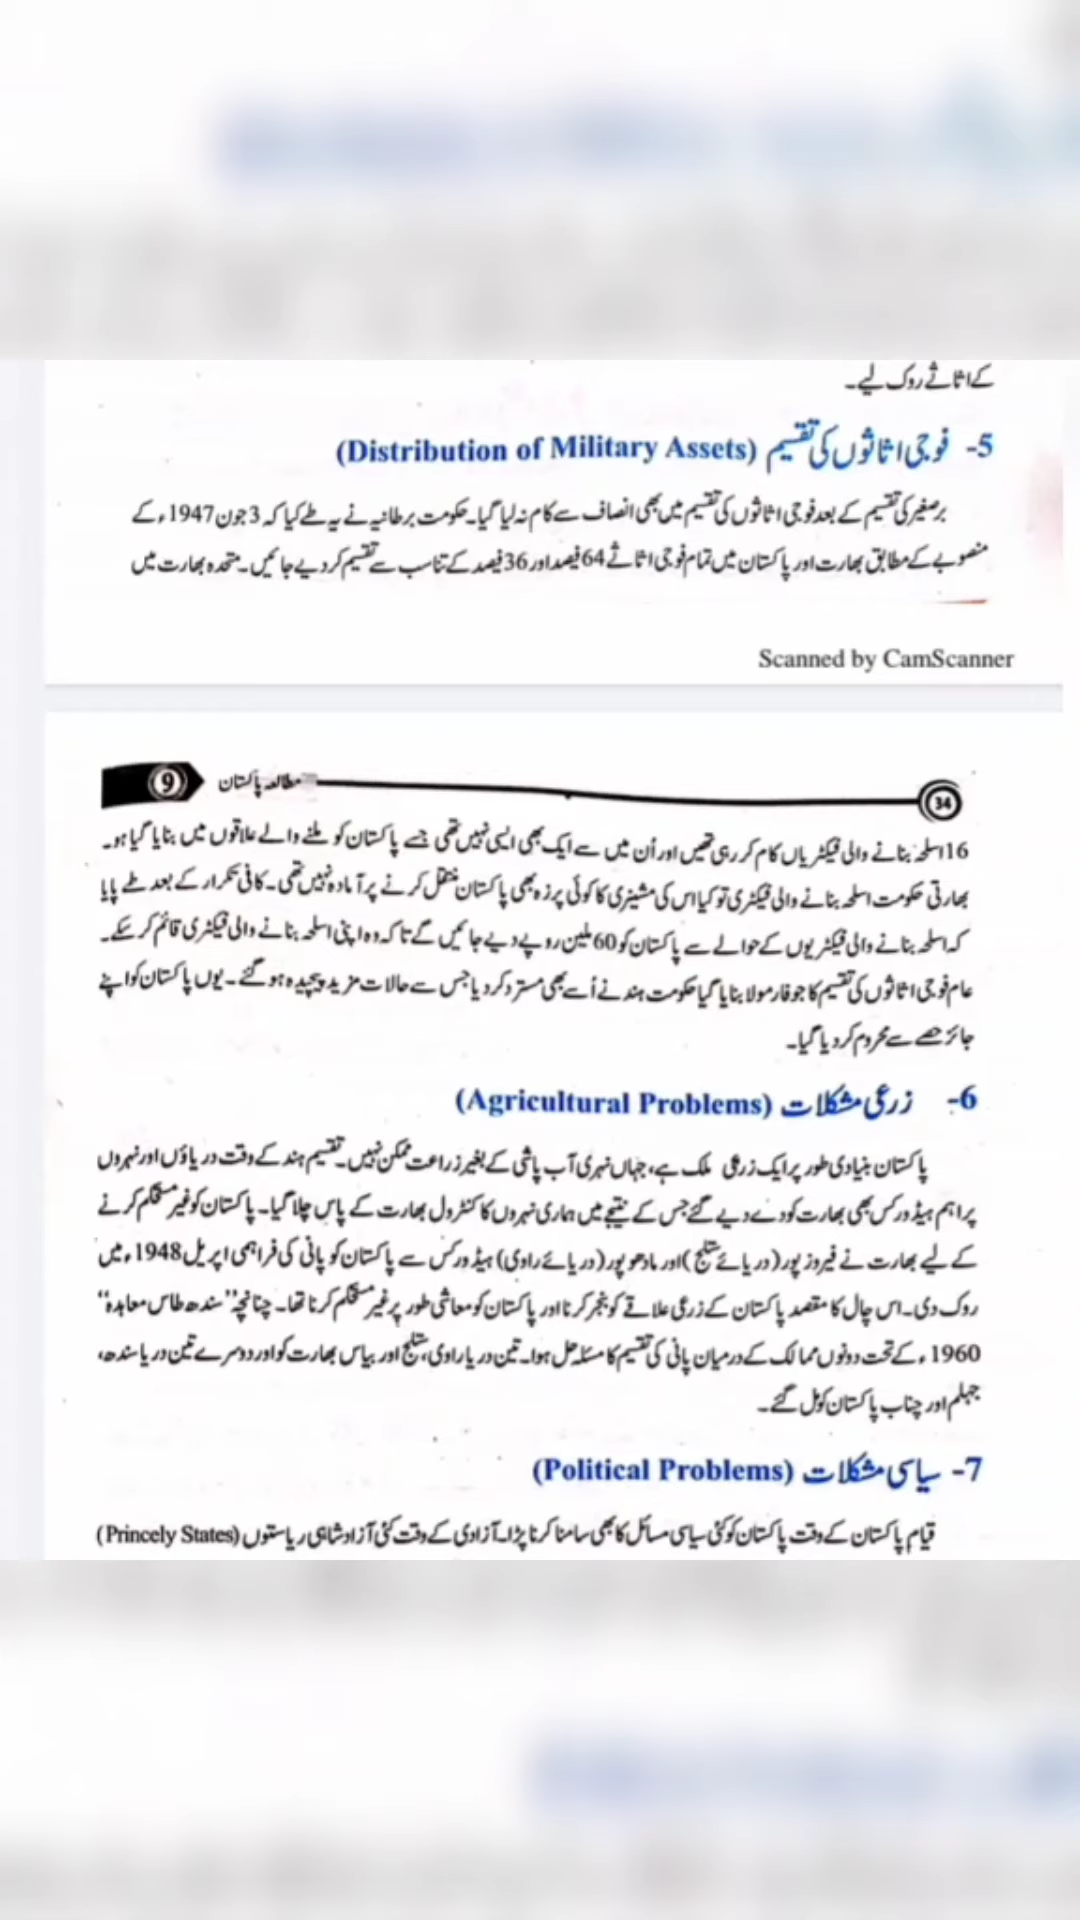 کے اثاثے روک لیے۔
5- فوجی اثاثوں کی تقسیم (Distribution of Military Assets)
برصغیر کی تقسیم کے بعد فوجی اثاثوں کی تقسیم میں بھی انصاف سے کام نہ لیا گیا۔ حکومت برطانیہ نے یہ طے کیا کہ 3 جون 1947ء کے
منصوبے کے مطابق بھارت اور پاکستان میں تمام فوجی اثاثے 64 فیصد اور 36 فیصد کے تناسب سے تقسیم کر دیے جائیں۔ متحدہ بھارت میں
Scanned by CamScanner
34 مطالعہ پاکستان 9
16 اسلحہ بنانے والی فیکٹریاں کام کر رہی تھیں اور اُن میں سے ایک بھی ایسی نہیں تھی جسے پاکستان کو ملنے والے علاقوں میں بنایا گیا ہو۔
بھارتی حکومت اسلحہ بنانے والی فیکٹری تو کیا اس کی مشینری کا کوئی پرزہ بھی پاکستان منتقل کرنے پر آمادہ نہیں تھی۔ کافی تکرار کے بعد طے پایا
کہ اسلحہ بنانے والی فیکٹریوں کے حوالے سے پاکستان کو 60 ملین روپے دیے جائیں گے تاکہ وہ اپنی اسلحہ بنانے والی فیکٹری قائم کر سکے۔
عام فوجی اثاثوں کی تقسیم کا جو فارمولا بنایا گیا حکومت ہند نے اُسے بھی مسترد کر دیا جس سے حالات مزید پیچیدہ ہو گئے۔ یوں پاکستان کو اپنے
جائز حصے سے محروم کر دیا گیا۔
6- زرعی مشکلات (Agricultural Problems)
پاکستان بنیادی طور پر ایک زرعی ملک ہے، جہاں نہری آب پاشی کے بغیر زراعت ممکن نہیں۔ تقسیم ہند کے وقت دریاؤں اور نہروں
پر اہم ہیڈ ورکس بھی بھارت کو دے دیے گئے جس کے نتیجے میں ہماری نہروں کا کنٹرول بھارت کے پاس چلا گیا۔ پاکستان کو غیر مستحکم کرنے
کے لیے بھارت نے فیروز پور (دریائے ستلج) اور مادھو پور (دریائے راوی) ہیڈ ورکس سے پاکستان کو پانی کی فراہمی اپریل 1948ء میں
روک دی۔ اس چال کا مقصد پاکستان کے زرعی علاقے کو بنجر کرنا اور پاکستان کو معاشی طور پر غیر مستحکم کرنا تھا۔ چنانچہ ”سندھ طاس معاہدہ“
1960ء کے تحت دونوں ممالک کے درمیان پانی کی تقسیم کا مسئلہ حل ہوا۔ تین دریا راوی، ستلج اور بیاس بھارت کو اور دوسرے تین دریا سندھ،
جہلم اور چناب پاکستان کو مل گئے۔
7- سیاسی مشکلات (Political Problems)
قیام پاکستان کے وقت پاکستان کو کئی سیاسی مسائل کا بھی سامنا کرنا پڑا۔ آزادی کے وقت کئی آزاد شاہی ریاستوں (Princely States)